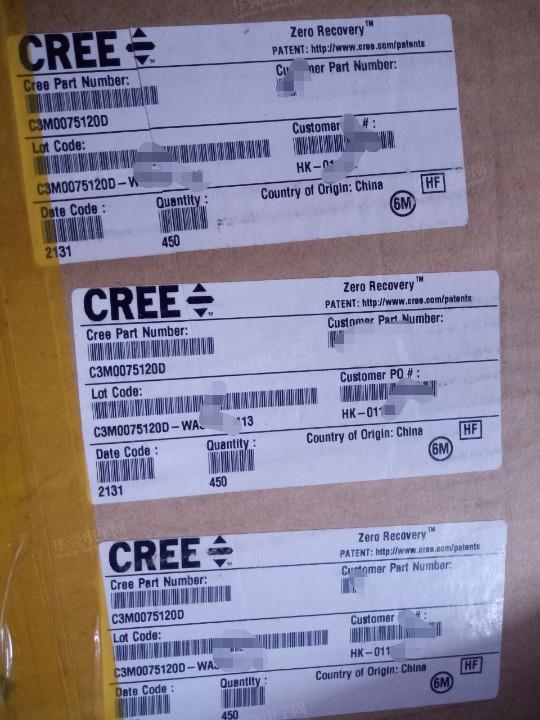 CREE
Zero Recovery™
PATENT: http://www.cree.com/patents
Cree Part Number:
Customer Part Number:
C3M0075120D
Lot Code:
Customer #:
C3M0075120D-W
HK-01
Date Code:
Quantity:
Country of Origin: China
6M
HF
2131
450
CREE
Zero Recovery™
PATENT: http://www.cree.com/patents
Cree Part Number:
Customer Part Number:
C3M0075120D
Lot Code:
Customer PO #:
C3M0075120D-WA 113
HK-011
Date Code:
Quantity:
Country of Origin: China
6M
HF
2131
450
CREE
Zero Recovery™
PATENT: http://www.cree.com/patents
Cree Part Number:
Customer Part Number:
C3M0075120D
Lot Code:
Customer #:
C3M0075120D-WA
HK-011
Date Code:
Quantity:
Country of Origin: China
6M
HF
450